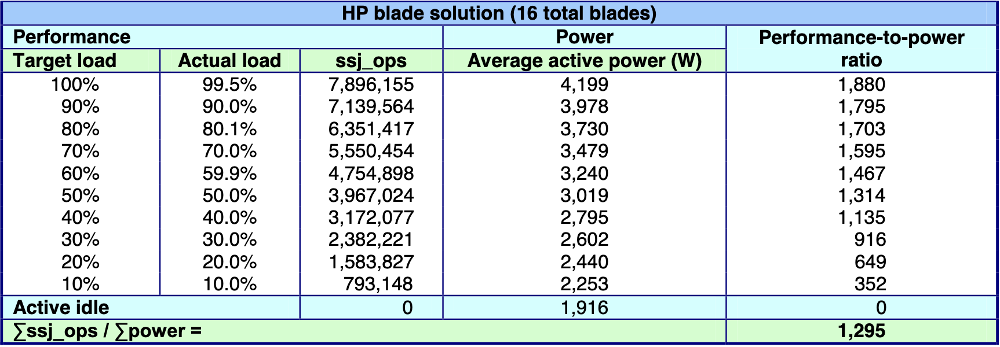 HP blade solution (16 total blades)
Performance Power Performance-to-power ratio
Target load Actual load ssj_ops Average active power (W)
100% 99.5% 7,896,155 4,199 1,880
90% 90.0% 7,139,564 3,978 1,795
80% 80.1% 6,351,417 3,730 1,703
70% 70.0% 5,550,454 3,479 1,595
60% 59.9% 4,754,898 3,240 1,467
50% 50.0% 3,967,024 3,019 1,314
40% 40.0% 3,172,077 2,795 1,135
30% 30.0% 2,382,221 2,602 916
20% 20.0% 1,583,827 2,440 649
10% 10.0% 793,148 2,253 352
Active idle 0 1,916 0
∑ssj_ops / ∑power = 1,295